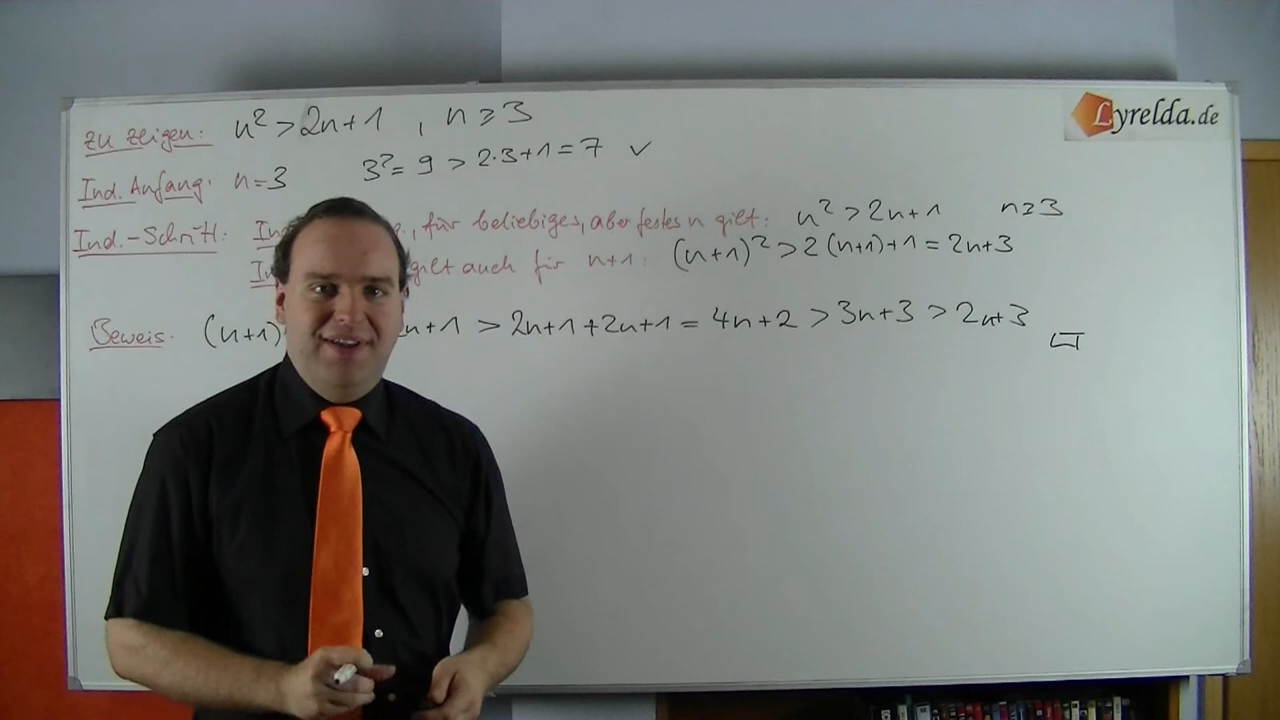 Lyrelda.de
zu zeigen: n² > 2n+1 , n ≥ 3
Ind. Anfang: n=3 3² = 9 > 2·3+1 = 7 ✓
Ind.-Schritt: für beliebiges, aber festes n gilt: n² > 2n+1 n ≥ 3
gilt auch für n+1: (n+1)² > 2(n+1)+1 = 2n+3
Beweis: (n+1) n+1 > 2n+1+2n+1 = 4n+2 > 3n+3 > 2n+3 □